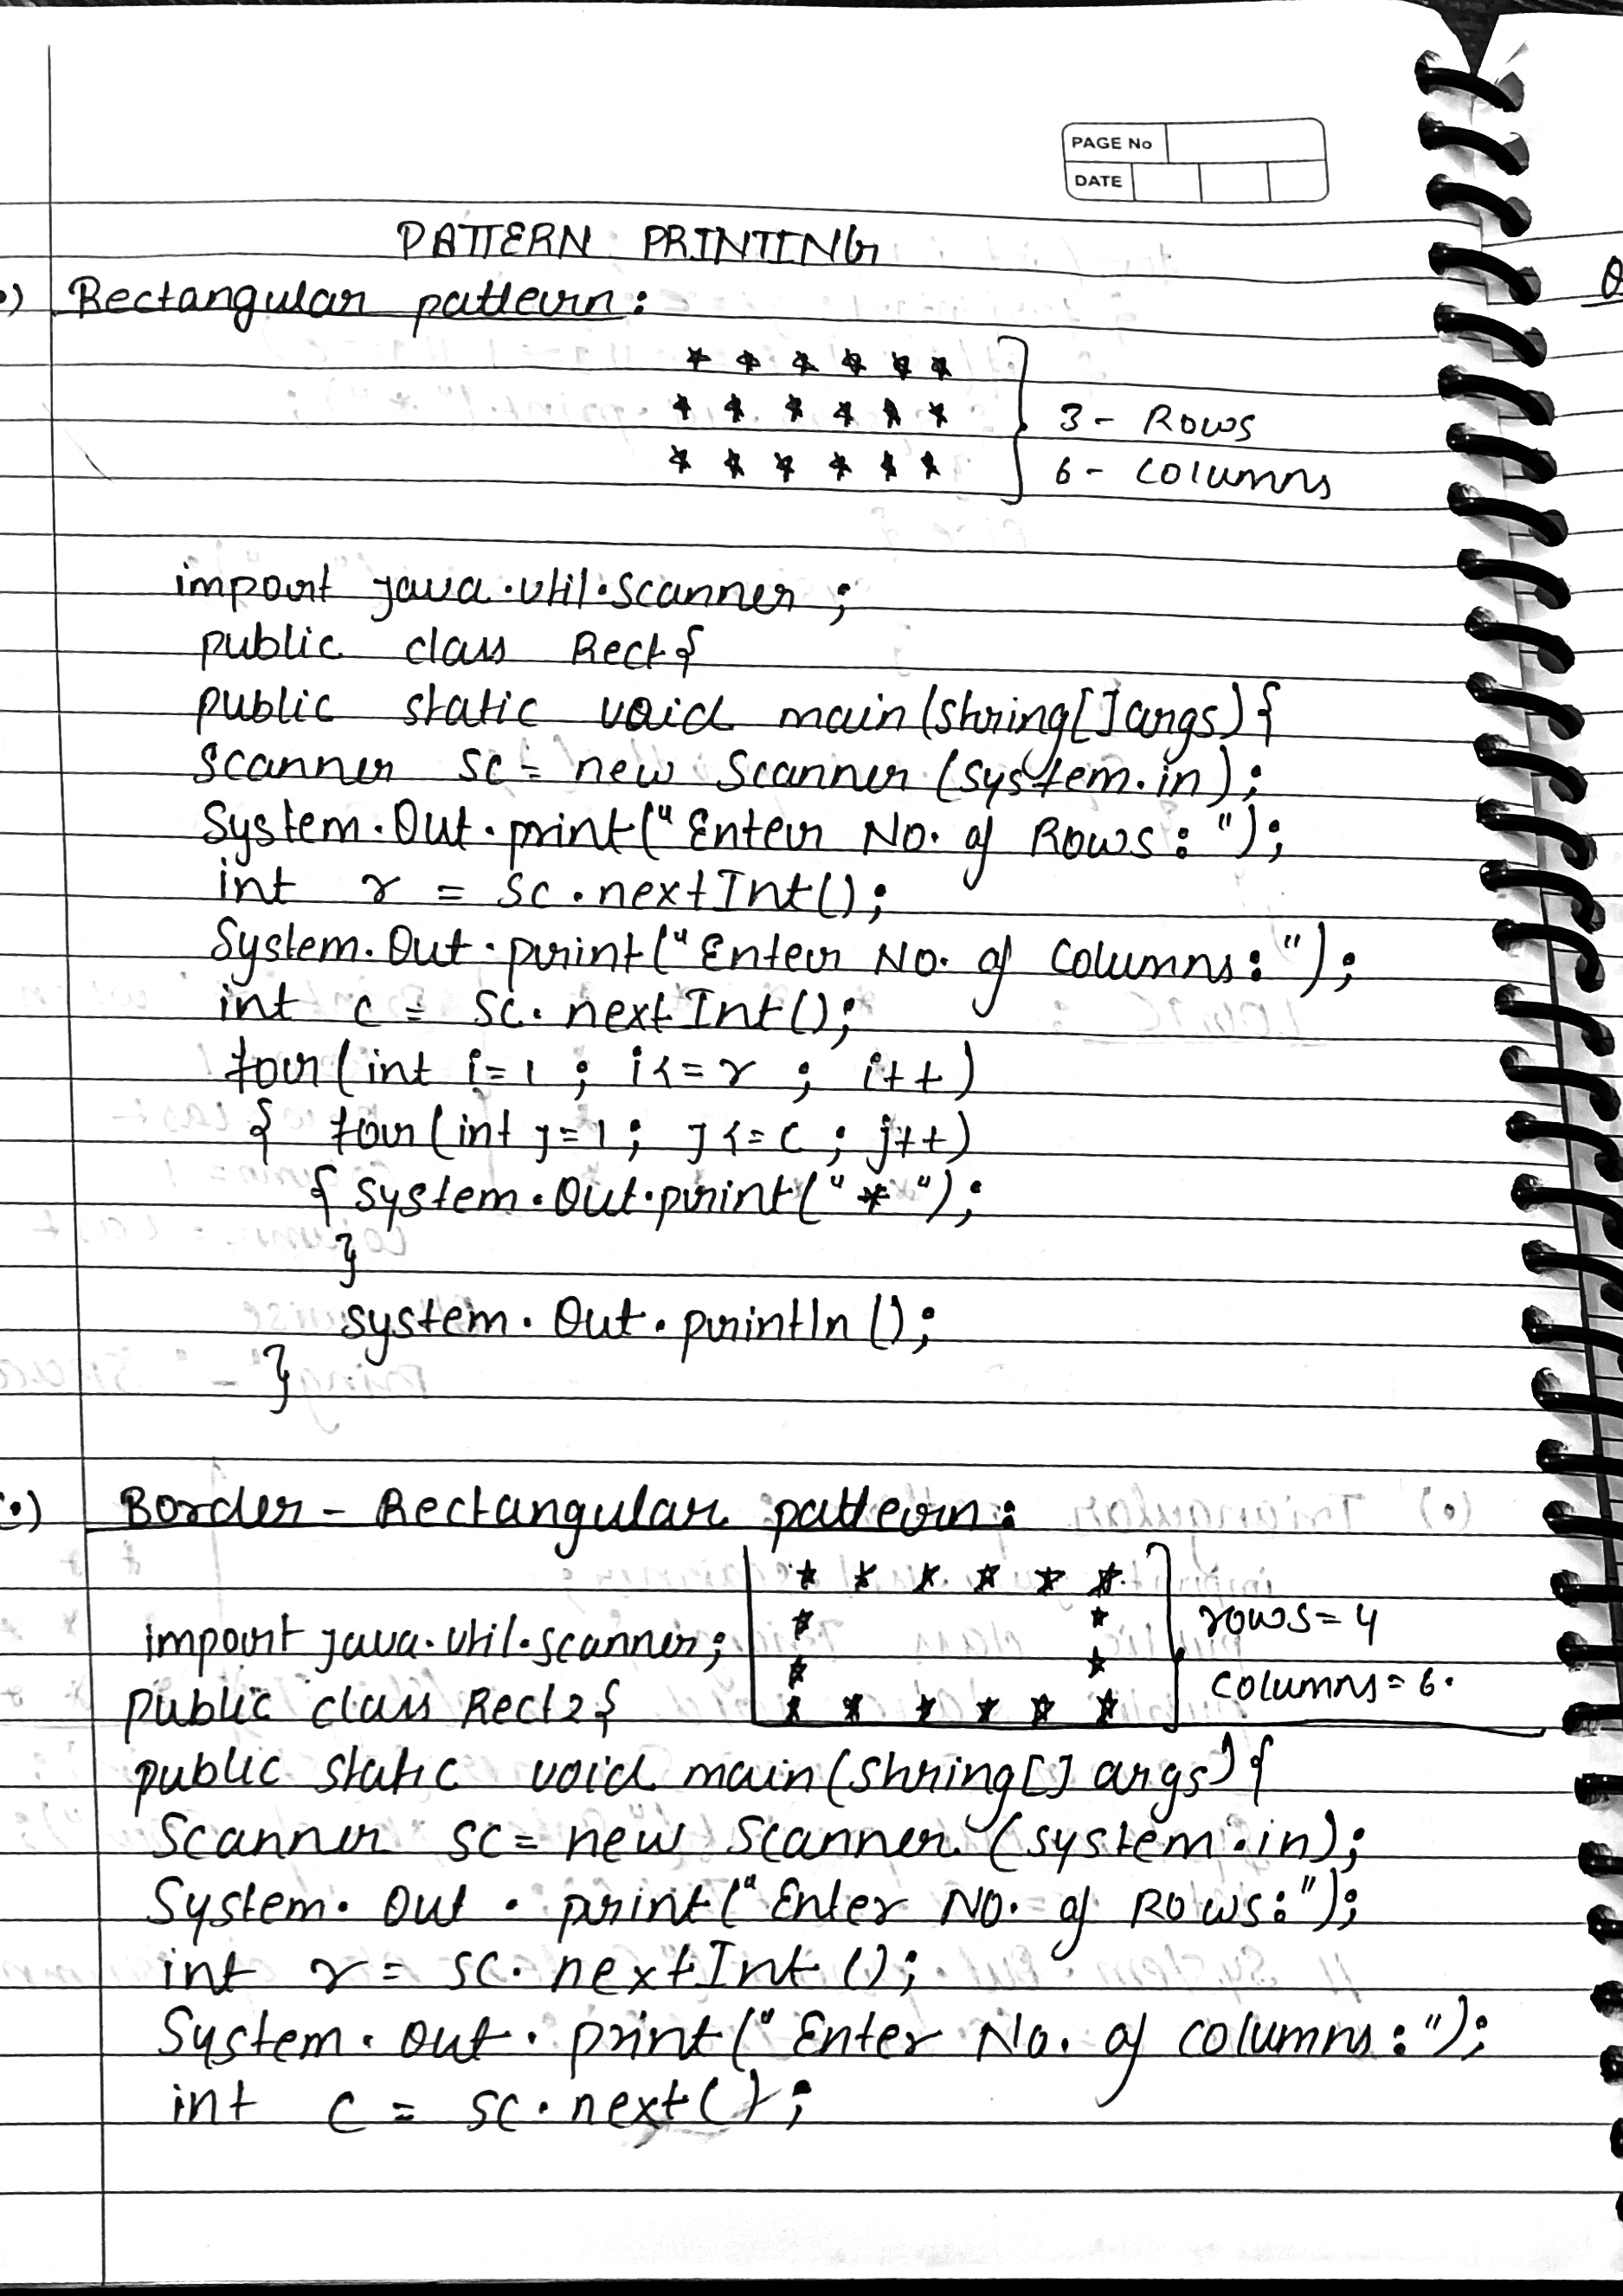 PAGE No
DATE
PATTERN PRINTING
•) Rectangular pattern:
* * * * * *
* * * * * *
* * * * * *
3 - Rows
6 - Columns
import java.util.scanner;
public class Rect{
public static void main(string[]args){
Scanner sc = new Scanner (system.in);
System.Out.print("Enter No. of Rows: ");
int r = sc.nextInt();
System.Out.print("Enter No. of Columns:");
int c = sc.nextInt();
for(int i=1 ; i<=r ; i++)
{ for(int j=1; j<=c ; j++)
{ system.Out.print("*");
}
system.Out.println();
}
•) Border - Rectangular pattern:
* * * * * *
* *
* *
* * * * * *
rows=4
columns=6.
import java.util.scanner;
public class Rect2{
public static void main(string[] args){
Scanner sc = new Scanner (system.in);
System. Out . print("Enter NO. of Rows:");
int r = sc.nextInt();
System. out. print("Enter No. of columns:");
int c = sc.next();